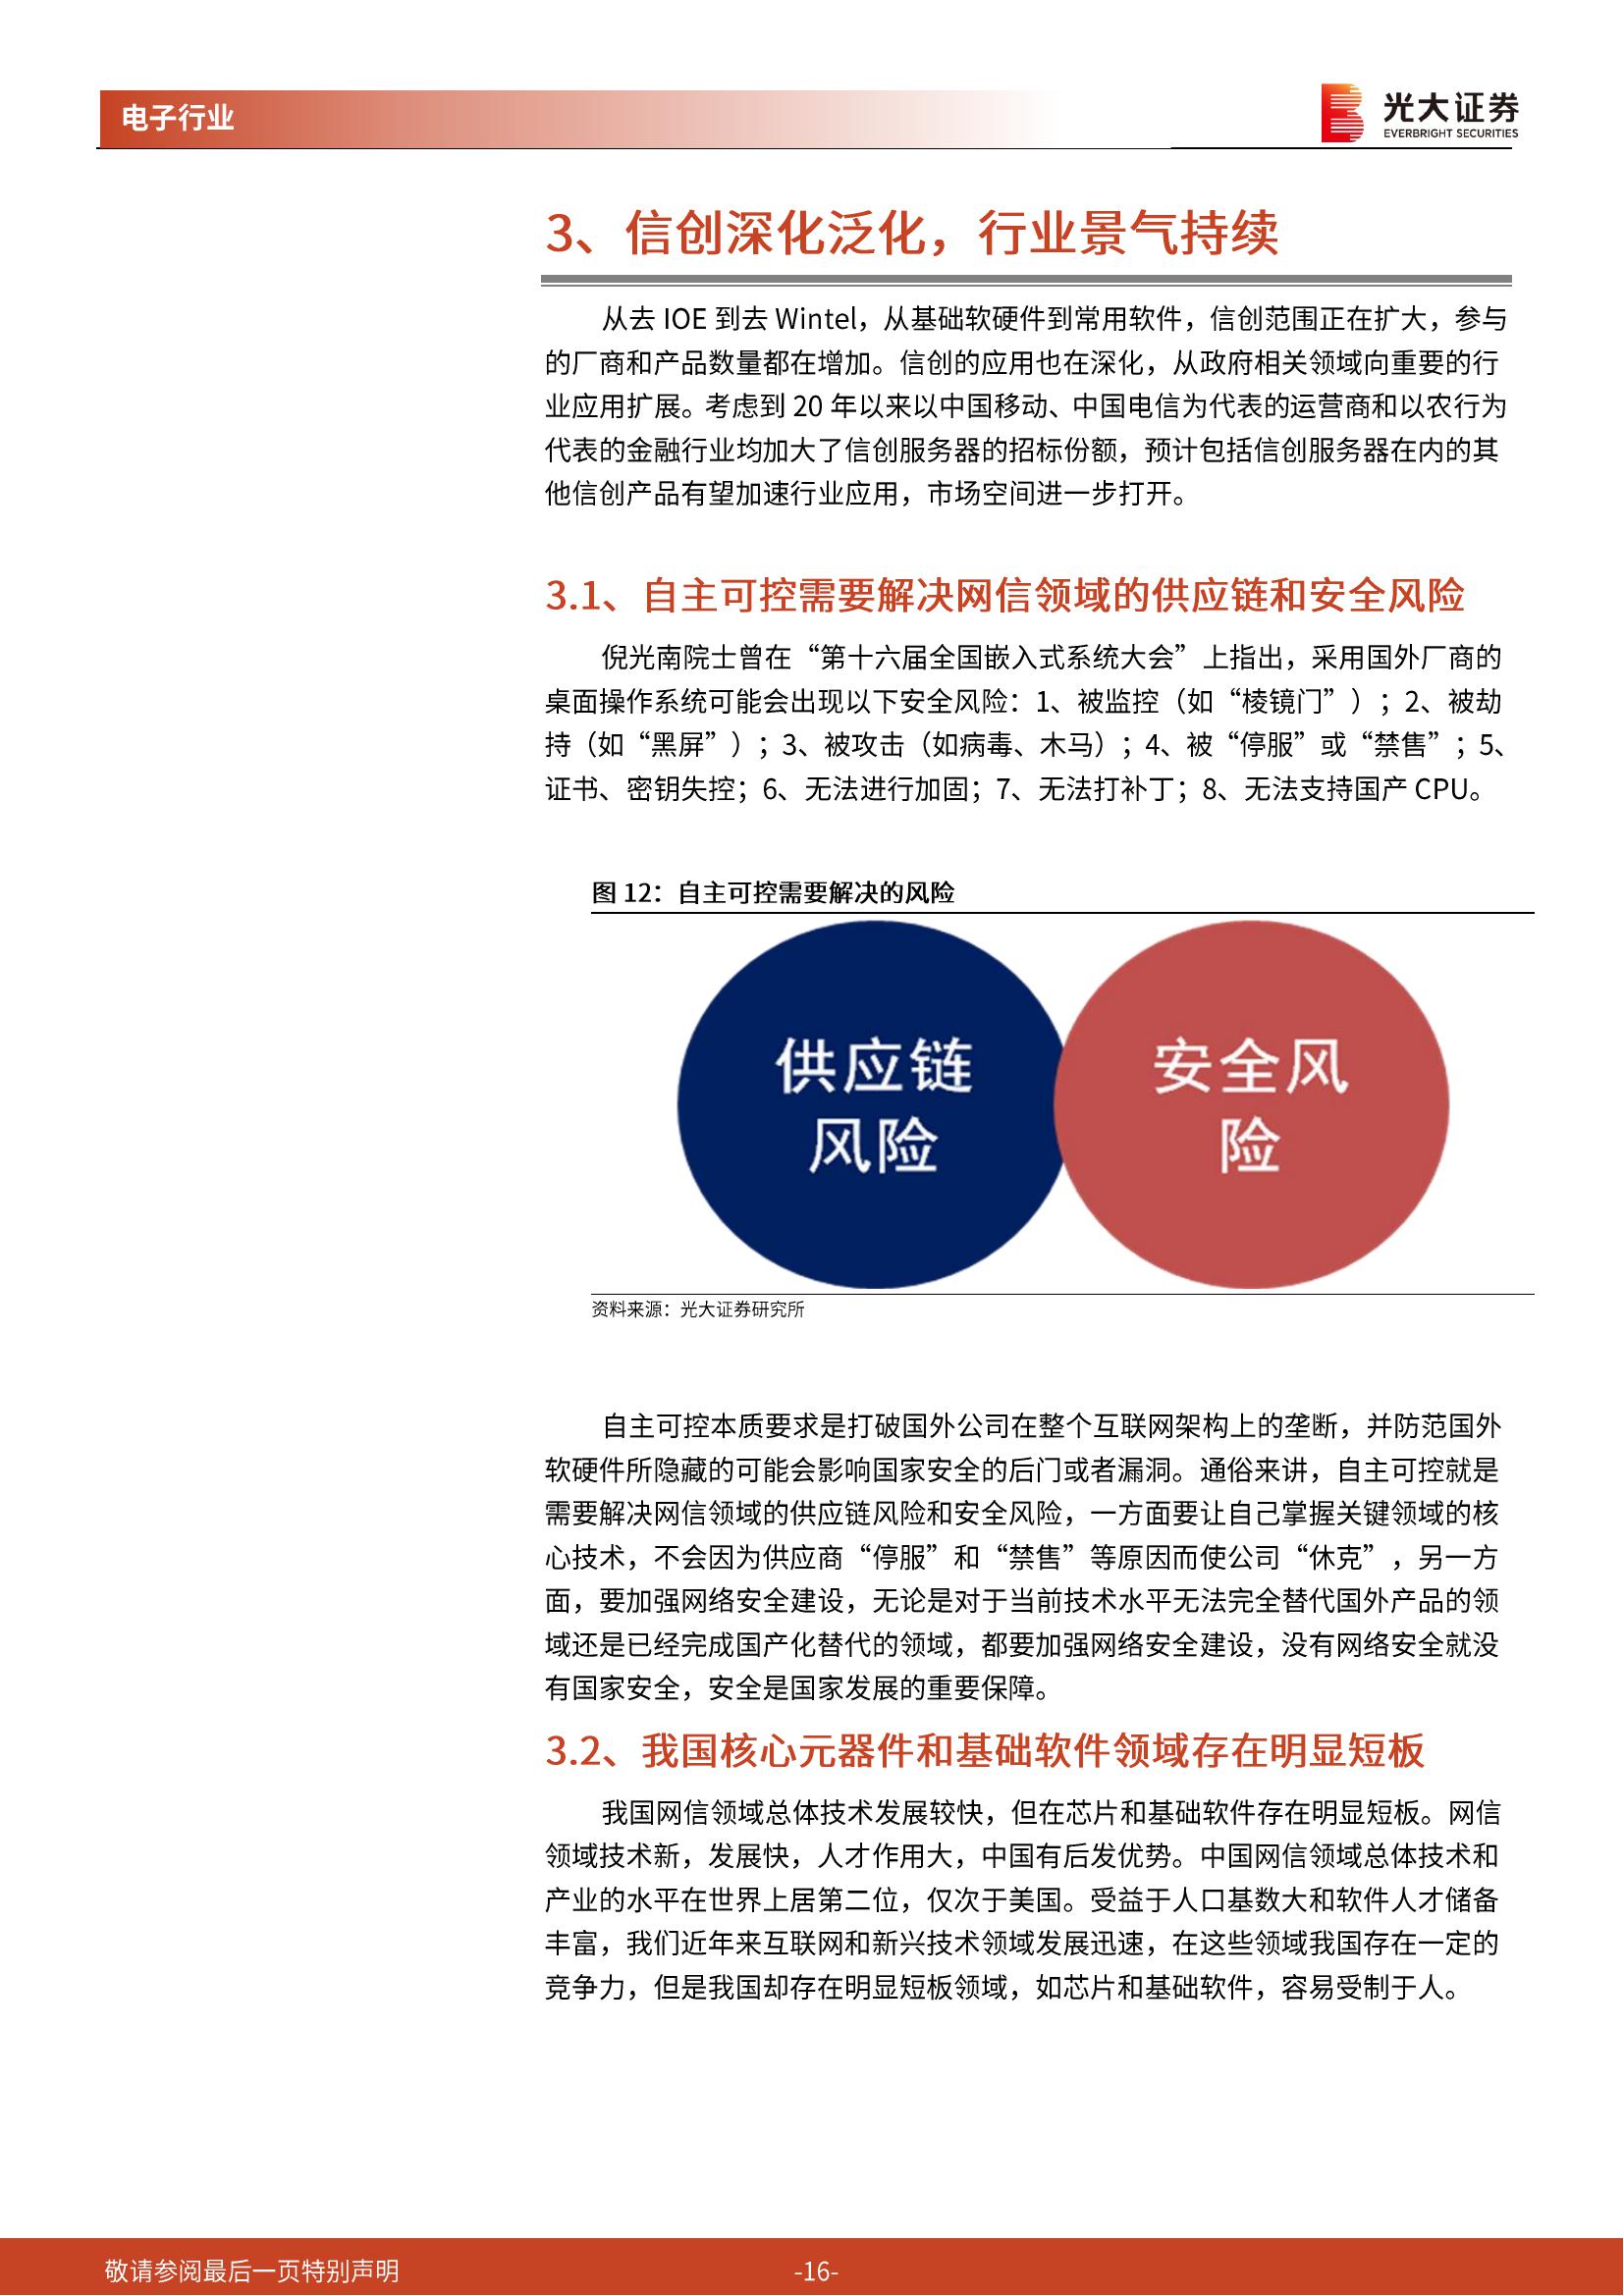 电子行业
光大证券
EVERBRIGHT SECURITIES
3、信创深化泛化，行业景气持续
从去 IOE 到去 Wintel，从基础软硬件到常用软件，信创范围正在扩大，参与
的厂商和产品数量都在增加。信创的应用也在深化，从政府相关领域向重要的行
业应用扩展。考虑到 20 年以来以中国移动、中国电信为代表的运营商和以农行为
代表的金融行业均加大了信创服务器的招标份额，预计包括信创服务器在内的其
他信创产品有望加速行业应用，市场空间进一步打开。
3.1、自主可控需要解决网信领域的供应链和安全风险
倪光南院士曾在“第十六届全国嵌入式系统大会”上指出，采用国外厂商的
桌面操作系统可能会出现以下安全风险：1、被监控（如“棱镜门”）；2、被劫
持（如“黑屏”）；3、被攻击（如病毒、木马）；4、被“停服”或“禁售”；5、
证书、密钥失控；6、无法进行加固；7、无法打补丁；8、无法支持国产 CPU。
图 12：自主可控需要解决的风险
供应链
风险
安全风
险
资料来源：光大证券研究所
自主可控本质要求是打破国外公司在整个互联网架构上的垄断，并防范国外
软硬件所隐藏的可能会影响国家安全的后门或者漏洞。通俗来讲，自主可控就是
需要解决网信领域的供应链风险和安全风险，一方面要让自己掌握关键领域的核
心技术，不会因为供应商“停服”和“禁售”等原因而使公司“休克”，另一方
面，要加强网络安全建设，无论是对于当前技术水平无法完全替代国外产品的领
域还是已经完成国产化替代的领域，都要加强网络安全建设，没有网络安全就没
有国家安全，安全是国家发展的重要保障。
3.2、我国核心元器件和基础软件领域存在明显短板
我国网信领域总体技术发展较快，但在芯片和基础软件存在明显短板。网信
领域技术新，发展快，人才作用大，中国有后发优势。中国网信领域总体技术和
产业的水平在世界上居第二位，仅次于美国。受益于人口基数大和软件人才储备
丰富，我们近年来互联网和新兴技术领域发展迅速，在这些领域我国存在一定的
竞争力，但是我国却存在明显短板领域，如芯片和基础软件，容易受制于人。
敬请参阅最后一页特别声明
-16-